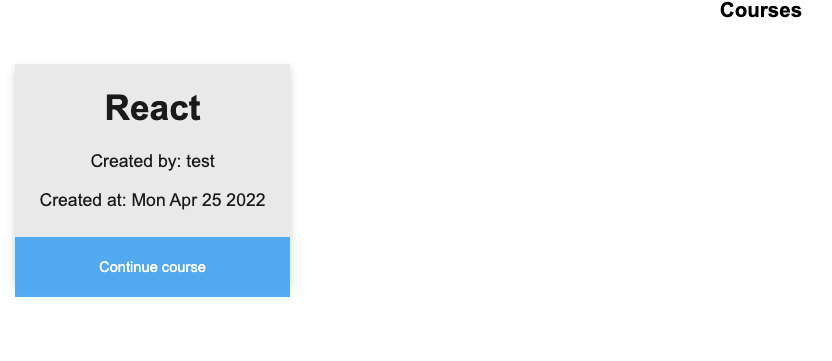 Courses
React
Created by: test
Created at: Mon Apr 25 2022
Continue course